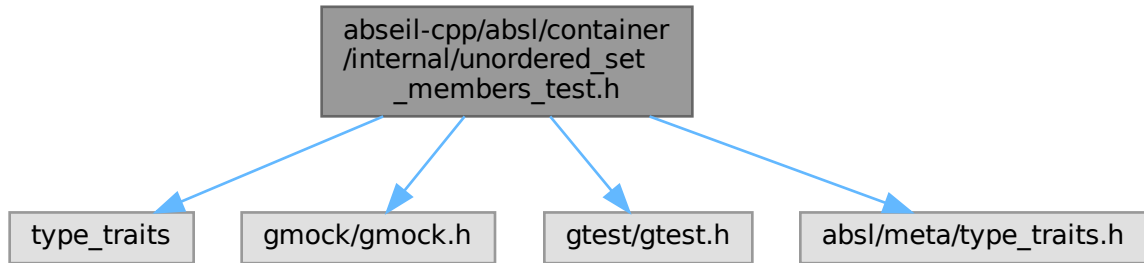 abseil-cpp/absl/container
/internal/unordered_set
_members_test.h
type_traits
gmock/gmock.h
gtest/gtest.h
absl/meta/type_traits.h